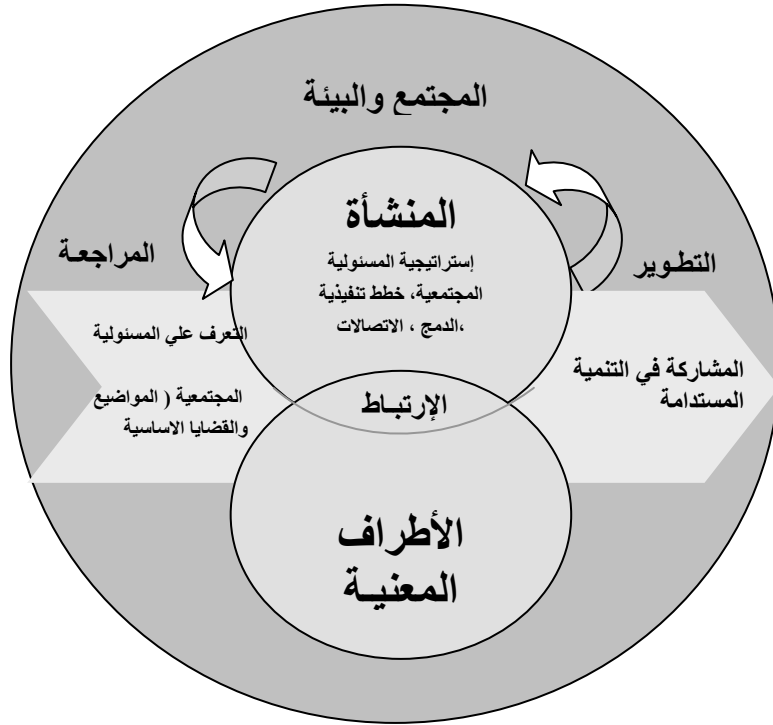 المجتمع والبيئة
المنشأة
إستراتيجية المسئولية
المجتمعية، خطط تنفيذية
،الدمج ، الاتصالات
المراجعة
التطوير
التعرف علي المسئولية
المجتمعية ( المواضيع
والقضايا الاساسية
المشاركة في التنمية
المستدامة
الإرتبـاط
الأطراف
المعنيـة